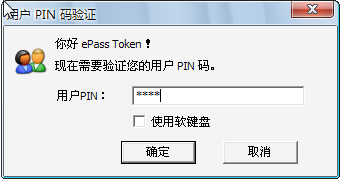 用户 PIN 码验证
你好 ePass Token！
现在需要验证您的用户 PIN 码。
用户PIN：
****
使用软键盘
确定 取消